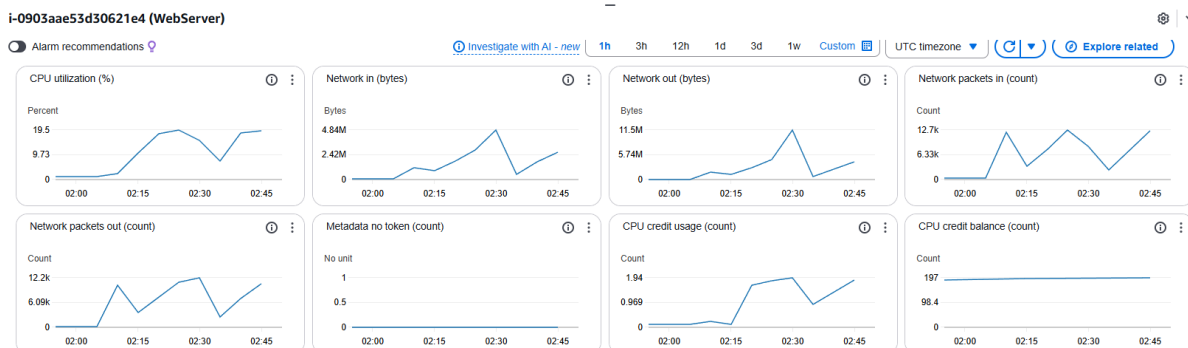 i-0903aae53d30621e4 (WebServer)
Alarm recommendations
Investigate with AI - new
1h 3h 12h 1d 3d 1w Custom
UTC timezone
Explore related
CPU utilization (%)
Percent
19.5
9.73
0
02:00 02:15 02:30 02:45
Network in (bytes)
Bytes
4.84M
2.42M
0
02:00 02:15 02:30 02:45
Network out (bytes)
Bytes
11.5M
5.74M
0
02:00 02:15 02:30 02:45
Network packets in (count)
Count
12.7k
6.33k
0
02:00 02:15 02:30 02:45
Network packets out (count)
Count
12.2k
6.09k
0
02:00 02:15 02:30 02:45
Metadata no token (count)
No unit
1
0.5
0
02:00 02:15 02:30 02:45
CPU credit usage (count)
Count
1.94
0.969
0
02:00 02:15 02:30 02:45
CPU credit balance (count)
Count
197
98.4
0
02:00 02:15 02:30 02:45